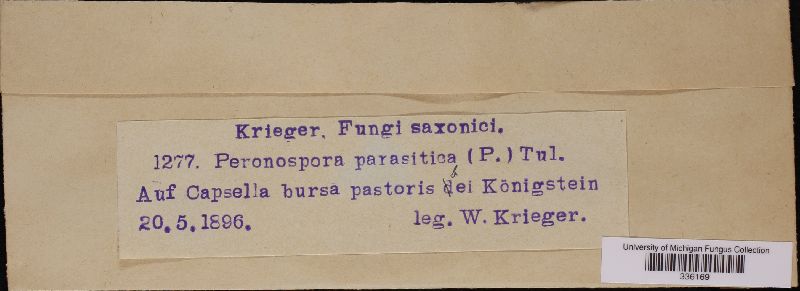 Krieger, Fungi saxonici.
1277. Peronospora parasitica (P.) Tul.
Auf Capsella bursa pastoris bei Königstein
20. 5. 1896. leg. W. Krieger.
University of Michigan Fungus Collection
336169